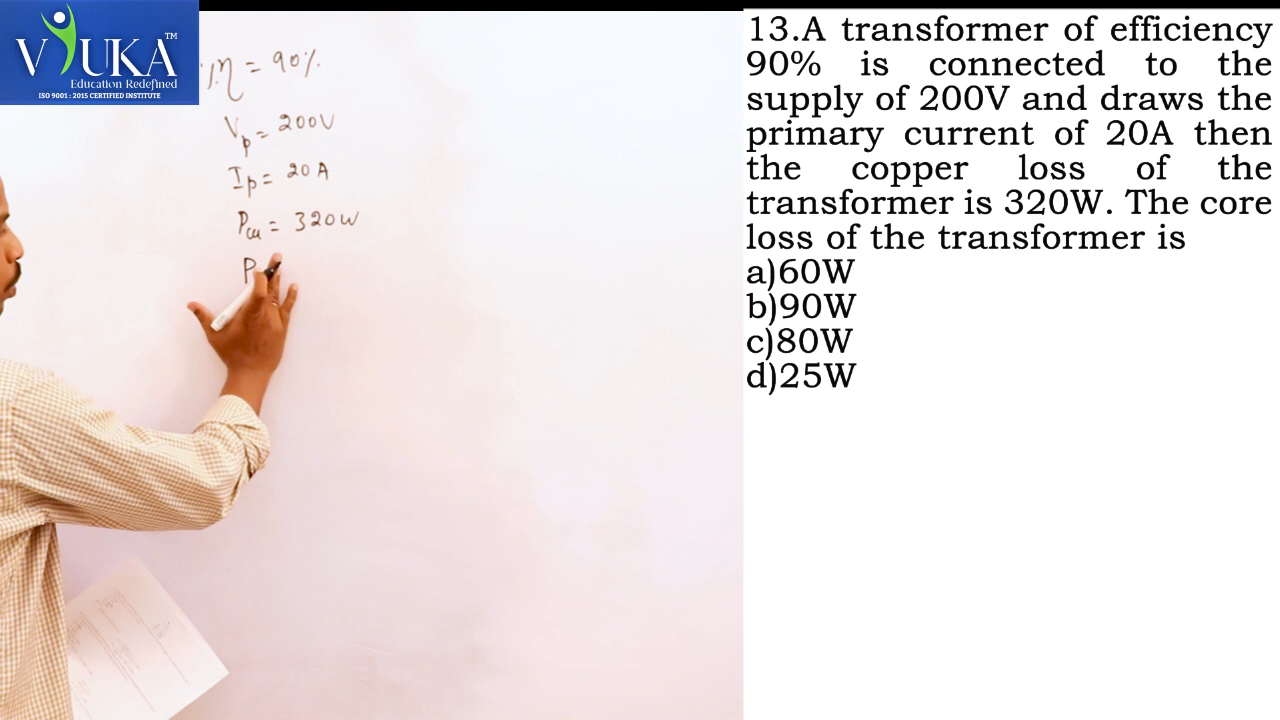 VIJUKA™
Education Redefined
ISO 9001 : 2015 CERTIFIED INSTITUTE
%η = 90%
Vp = 200V
Ip = 20A
Pcu = 320W
P
13.A transformer of efficiency
90% is connected to the
supply of 200V and draws the
primary current of 20A then
the copper loss of the
transformer is 320W. The core
loss of the transformer is
a)60W
b)90W
c)80W
d)25W